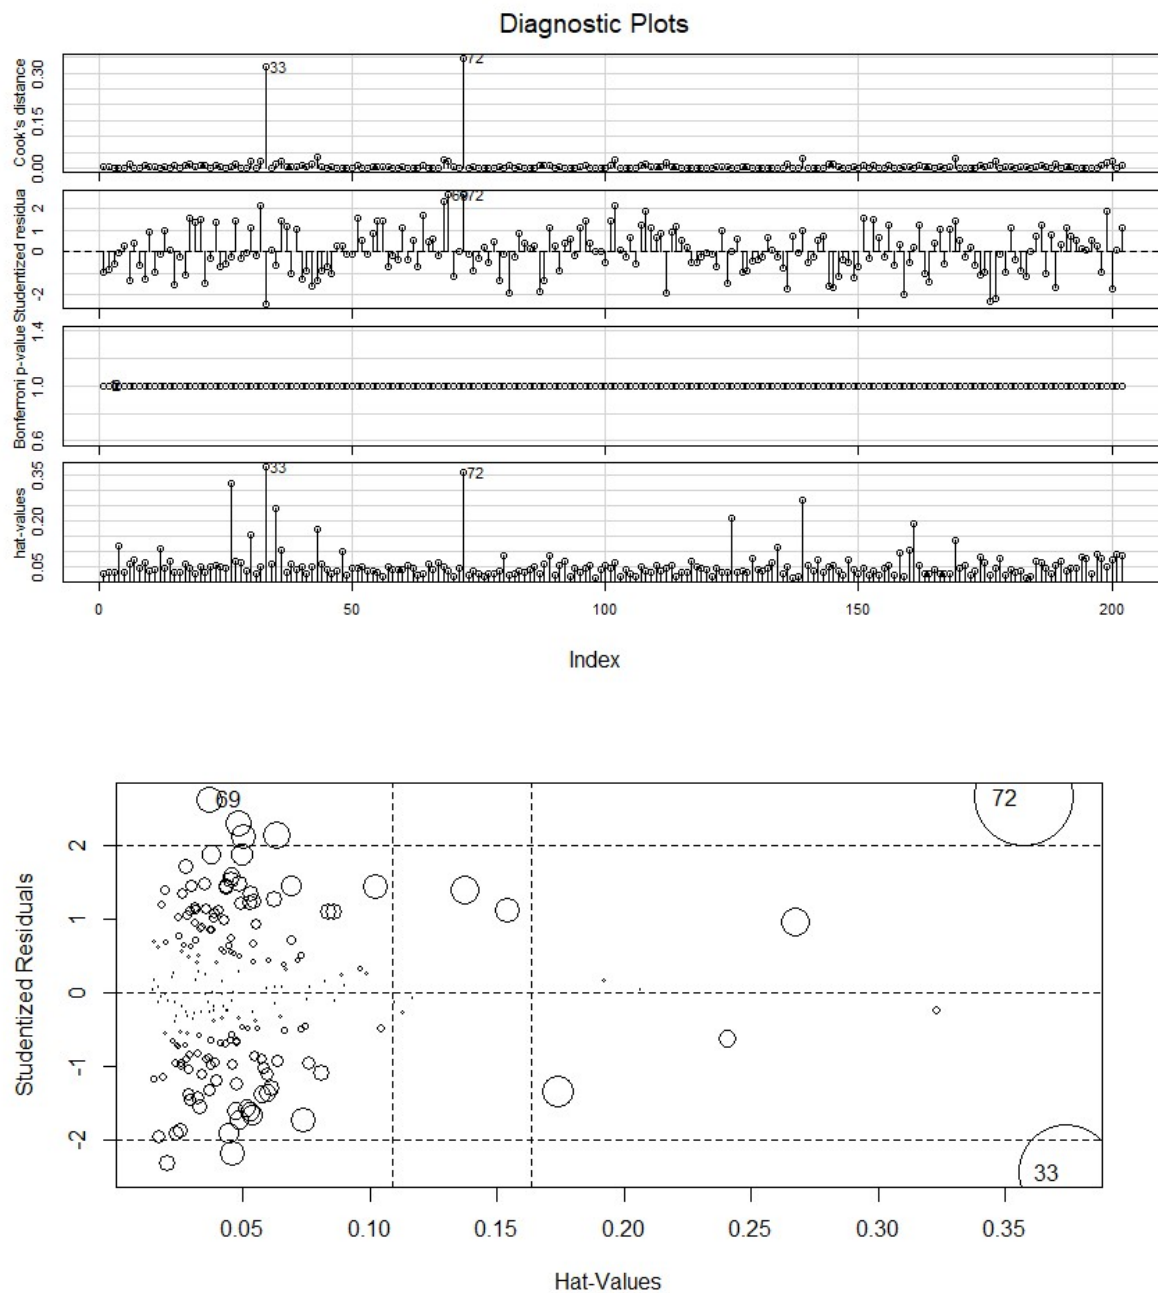 Diagnostic Plots
Cook's distance
0.00 0.15 0.30
33
72
Studentized residua
-2 0 1 2
72
Bonferroni p-value
0.6 1.0 1.4
hat-values
0.05 0.20 0.35
33
72
0 50 100 150 200
Index
Studentized Residuals
-2 -1 0 1 2
69
72
33
0.05 0.10 0.15 0.20 0.25 0.30 0.35
Hat-Values